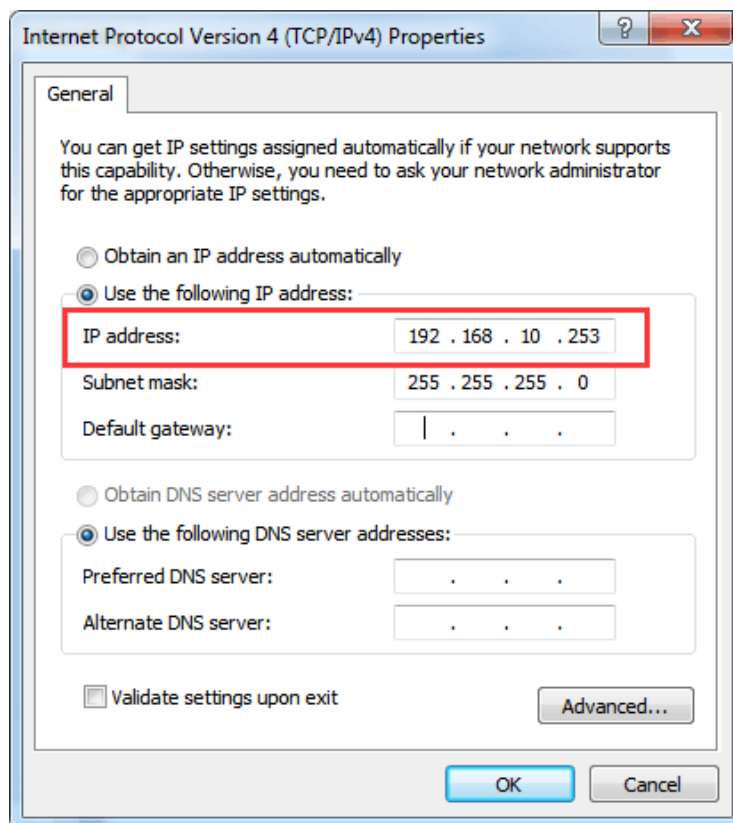 Internet Protocol Version 4 (TCP/IPv4) Properties
General
You can get IP settings assigned automatically if your network supports
this capability. Otherwise, you need to ask your network administrator
for the appropriate IP settings.
Obtain an IP address automatically
Use the following IP address:
IP address: 192 . 168 . 10 . 253
Subnet mask: 255 . 255 . 255 . 0
Default gateway: . . .
Obtain DNS server address automatically
Use the following DNS server addresses:
Preferred DNS server: . . .
Alternate DNS server: . . .
Validate settings upon exit
Advanced...
OK Cancel